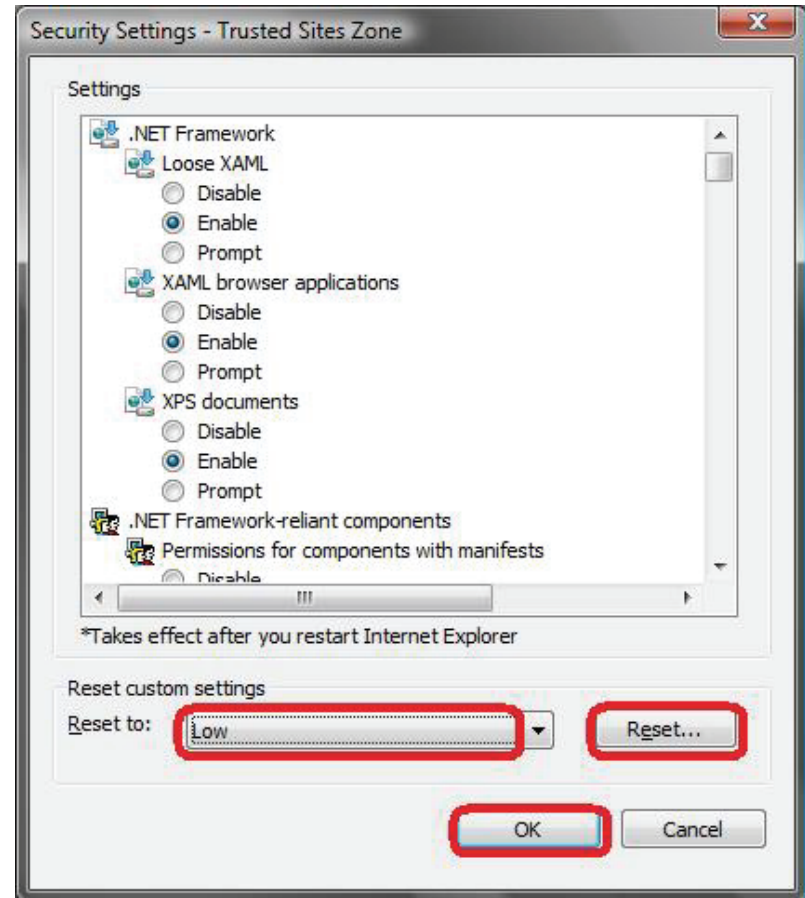 Security Settings - Trusted Sites Zone
Settings
.NET Framework
Loose XAML
Disable
Enable
Prompt
XAML browser applications
Disable
Enable
Prompt
XPS documents
Disable
Enable
Prompt
.NET Framework-reliant components
Permissions for components with manifests
Disable
*Takes effect after you restart Internet Explorer
Reset custom settings
Reset to: Low Reset...
OK Cancel